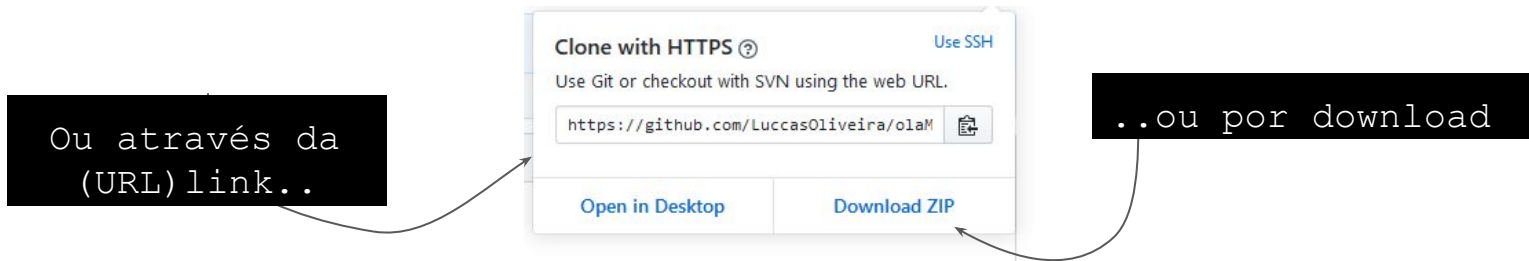 Clone with HTTPS ?
Use SSH
Use Git or checkout with SVN using the web URL.
https://github.com/LuccasOliveira/olaM
Open in Desktop
Download ZIP
Ou através da
(URL)link..
..ou por download